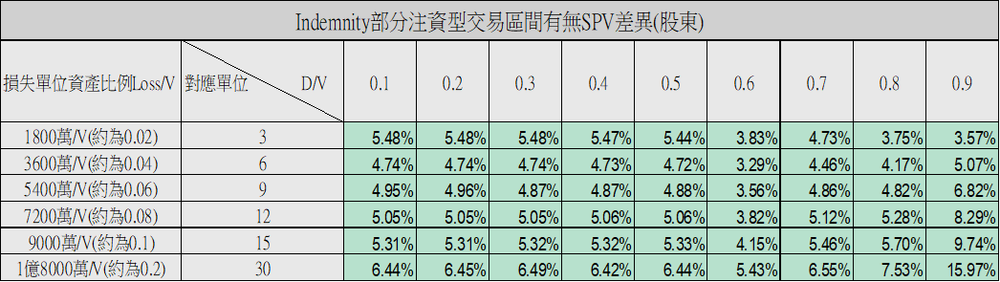 Indemnity部分注資型交易區間有無SPV差異(股東)
損失單位資產比例Loss/V 對應單位 D/V 0.1 0.2 0.3 0.4 0.5 0.6 0.7 0.8 0.9
1800萬/V(約為0.02) 3 5.48% 5.48% 5.48% 5.47% 5.44% 3.83% 4.73% 3.75% 3.57%
3600萬/V(約為0.04) 6 4.74% 4.74% 4.74% 4.73% 4.72% 3.29% 4.46% 4.17% 5.07%
5400萬/V(約為0.06) 9 4.95% 4.96% 4.87% 4.87% 4.88% 3.56% 4.86% 4.82% 6.82%
7200萬/V(約為0.08) 12 5.05% 5.05% 5.05% 5.06% 5.06% 3.82% 5.12% 5.28% 8.29%
9000萬/V(約為0.1) 15 5.31% 5.31% 5.32% 5.32% 5.33% 4.15% 5.46% 5.70% 9.74%
1億8000萬/V(約為0.2) 30 6.44% 6.45% 6.49% 6.42% 6.44% 5.43% 6.55% 7.53% 15.97%